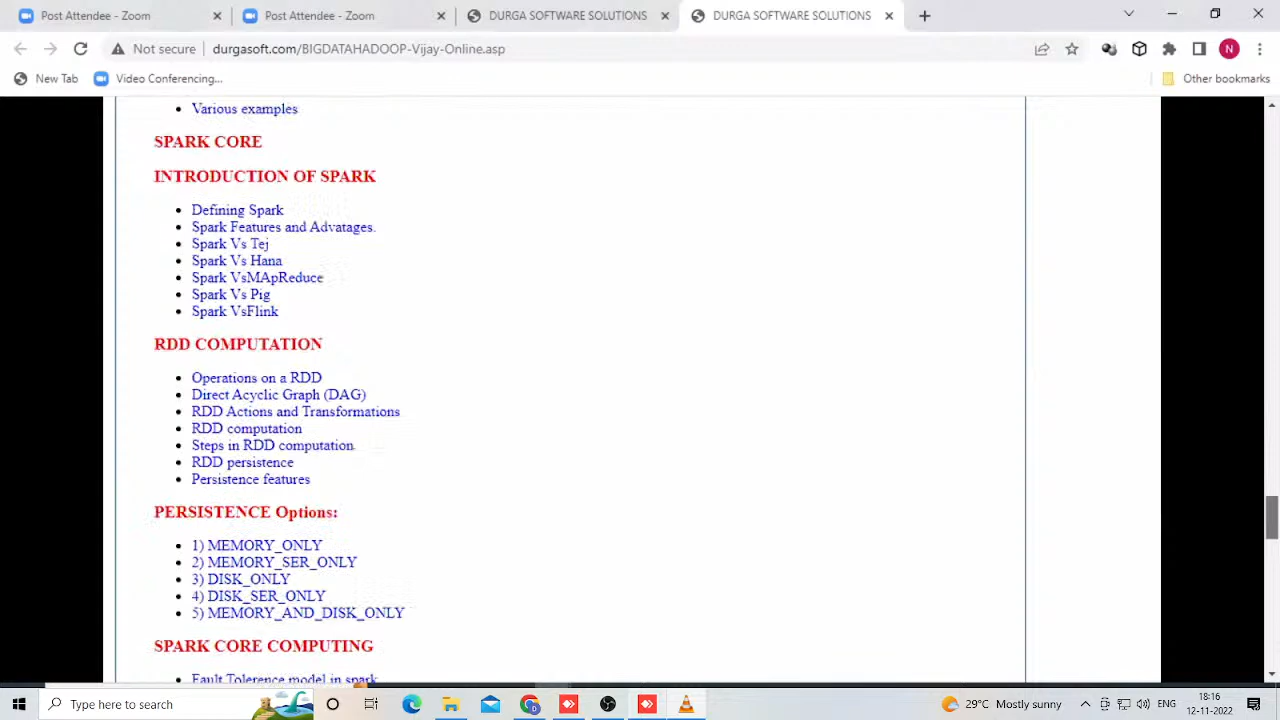 Post Attendee - Zoom
Post Attendee - Zoom
DURGA SOFTWARE SOLUTIONS
DURGA SOFTWARE SOLUTIONS
Not secure
durgasoft.com/BIGDATAHADOOP-Vijay-Online.asp
N
New Tab
Video Conferencing...
Other bookmarks
Various examples
SPARK CORE
INTRODUCTION OF SPARK
Defining Spark
Spark Features and Advatages.
Spark Vs Tej
Spark Vs Hana
Spark VsMApReduce
Spark Vs Pig
Spark VsFlink
RDD COMPUTATION
Operations on a RDD
Direct Acyclic Graph (DAG)
RDD Actions and Transformations
RDD computation
Steps in RDD computation
RDD persistence
Persistence features
PERSISTENCE Options:
1) MEMORY_ONLY
2) MEMORY_SER_ONLY
3) DISK_ONLY
4) DISK_SER_ONLY
5) MEMORY_AND_DISK_ONLY
SPARK CORE COMPUTING
Fault Tolerence model in spark
Type here to search
29°C Mostly sunny
18:16
12-11-2022